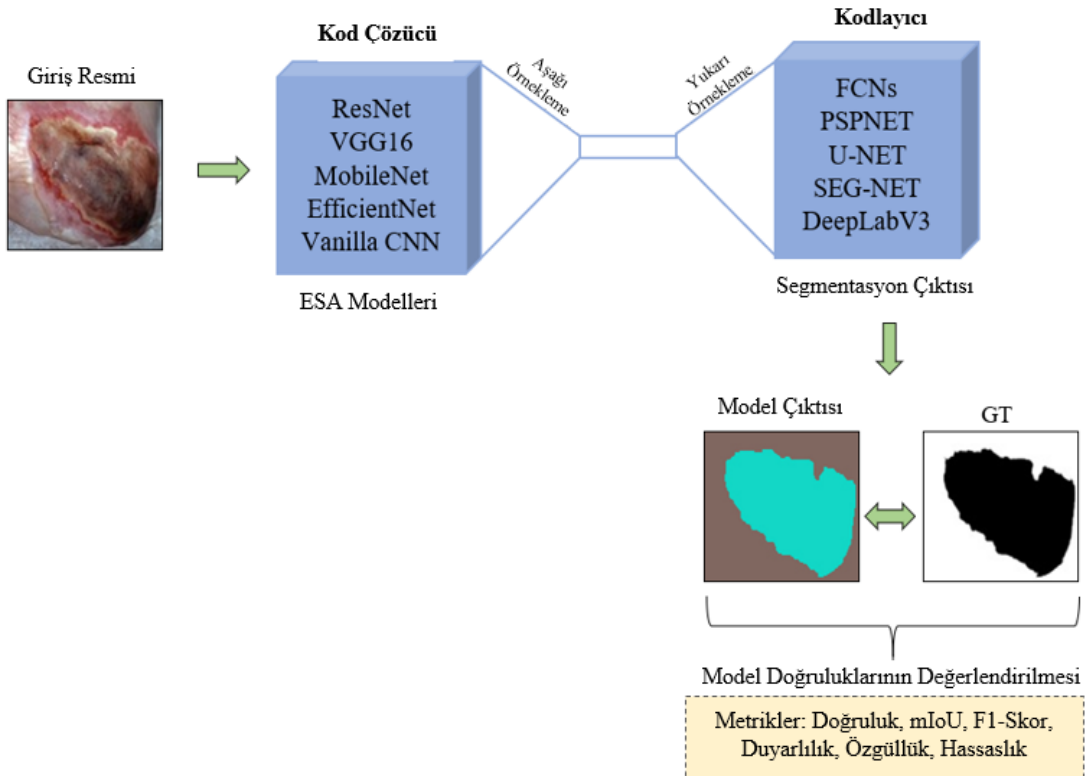 Giriş Resmi
Kod Çözücü
ResNet
VGG16
MobileNet
EfficientNet
Vanilla CNN
ESA Modelleri
Aşağı
Örnekleme
Yukarı
Örnekleme
Kodlayıcı
FCNs
PSPNET
U-NET
SEG-NET
DeepLabV3
Segmentasyon Çıktısı
Model Çıktısı
GT
Model Doğruluklarının Değerlendirilmesi
Metrikler: Doğruluk, mIoU, F1-Skor,
Duyarlılık, Özgüllük, Hassaslık